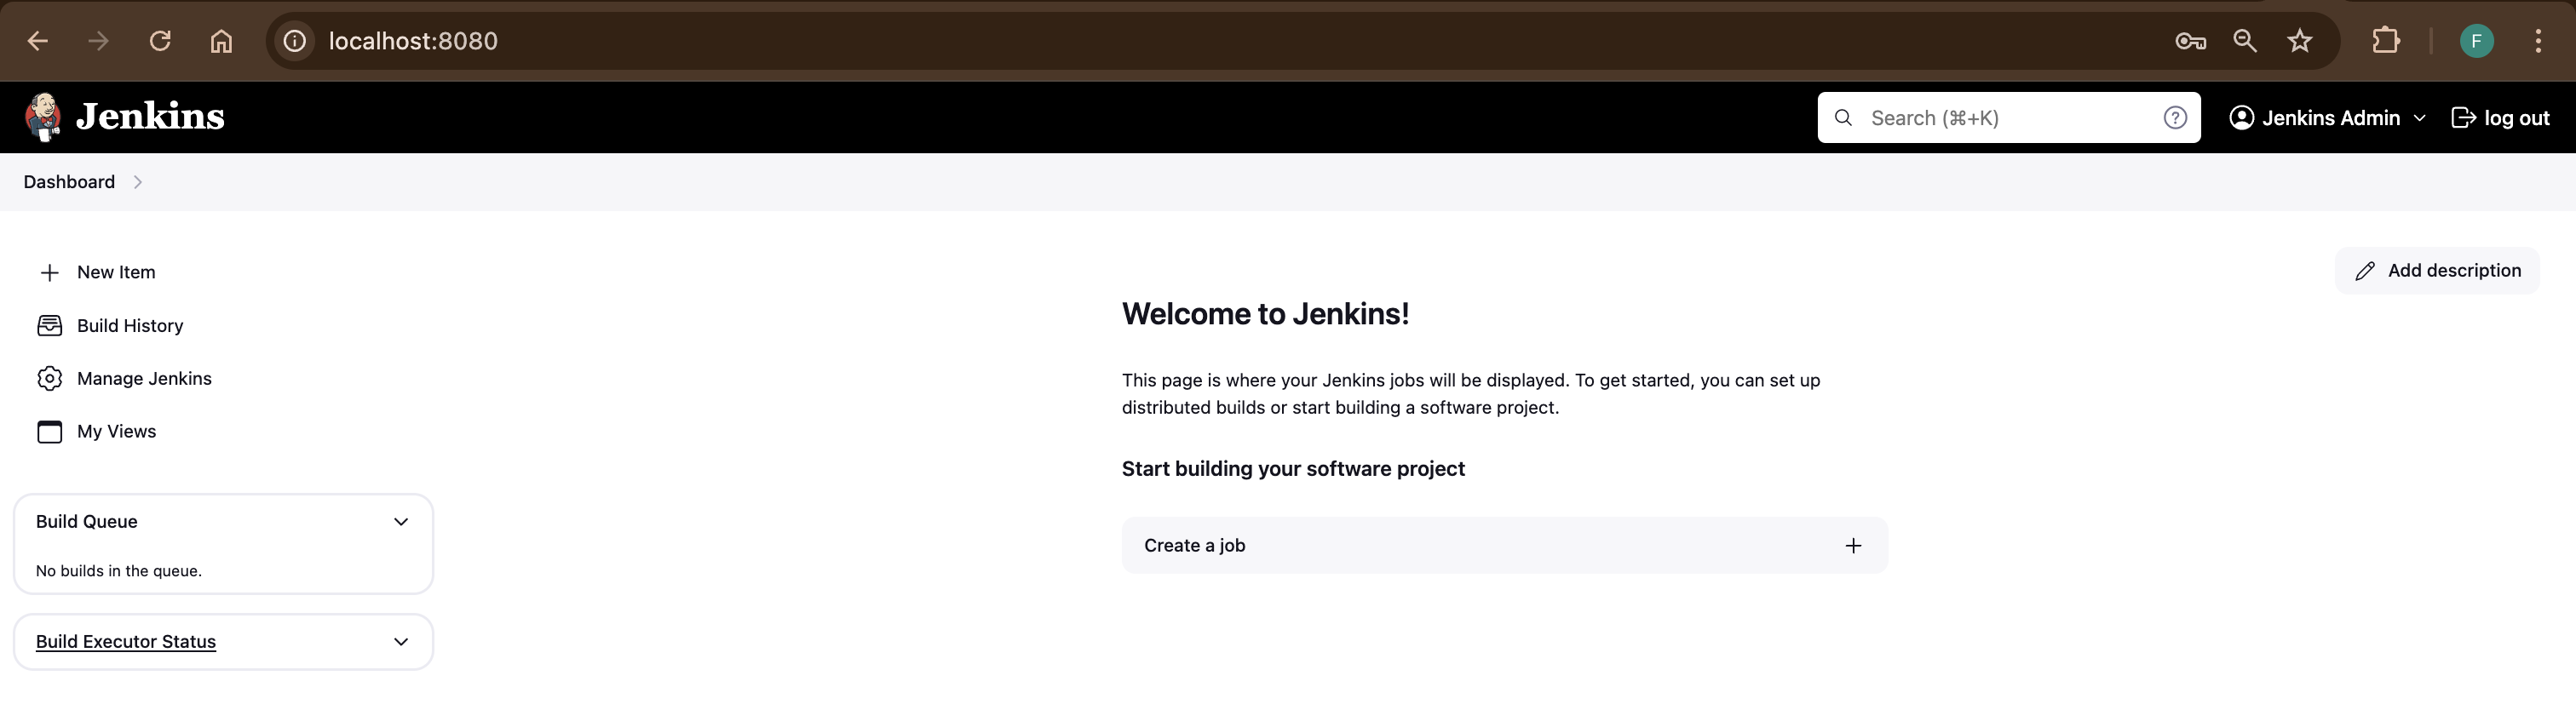 localhost:8080
F
Jenkins
Search (⌘+K)
?
Jenkins Admin
log out
Dashboard
New Item
Build History
Manage Jenkins
My Views
Build Queue
No builds in the queue.
Build Executor Status
Add description
Welcome to Jenkins!
This page is where your Jenkins jobs will be displayed. To get started, you can set up
distributed builds or start building a software project.
Start building your software project
Create a job